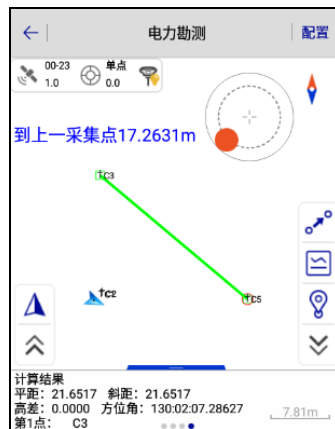 电力勘测
配置
00-23
1.0
单点
0.0
到上一采集点17.2631m
C3
C2
C5
计算结果
平距: 21.6517 斜距: 21.6517
高差: 0.0000 方位角: 130:02:07.28627
第1点: C3
7.81m